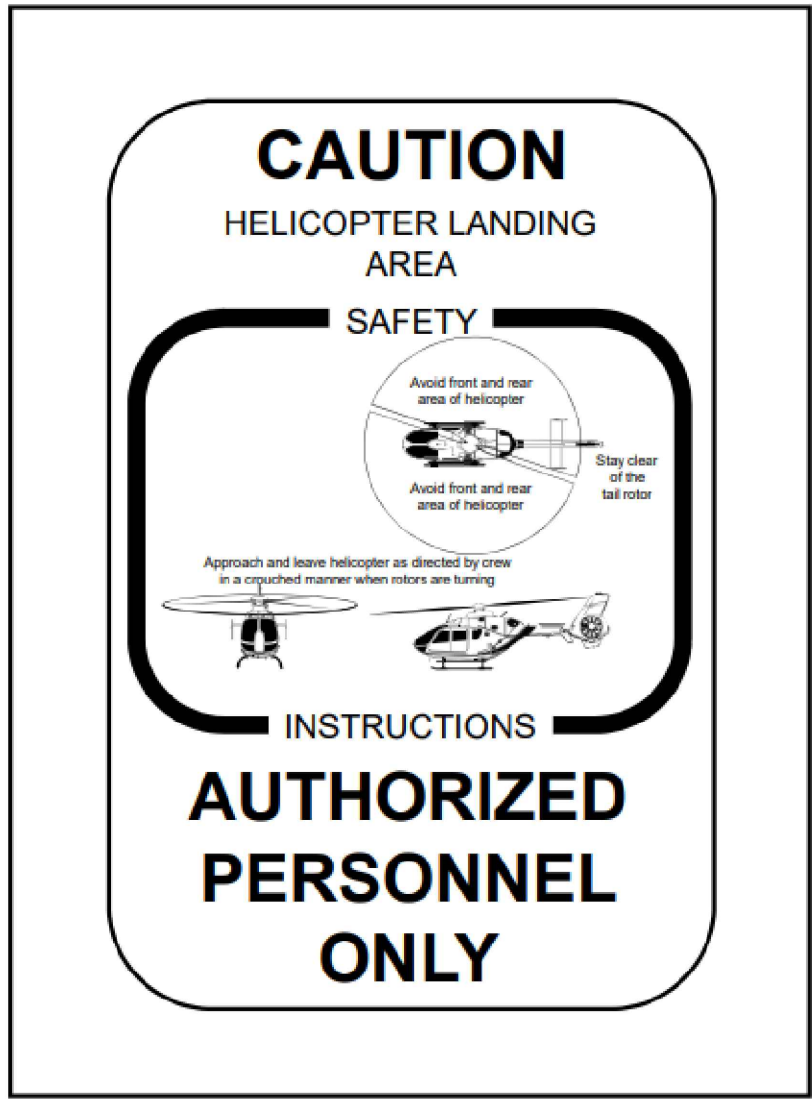 CAUTION
HELICOPTER LANDING
AREA
SAFETY
Avoid front and rear
area of helicopter
Avoid front and rear
area of helicopter
Stay clear
of the
tail rotor
Approach and leave helicopter as directed by crew
in a crouched manner when rotors are turning
INSTRUCTIONS
AUTHORIZED
PERSONNEL
ONLY